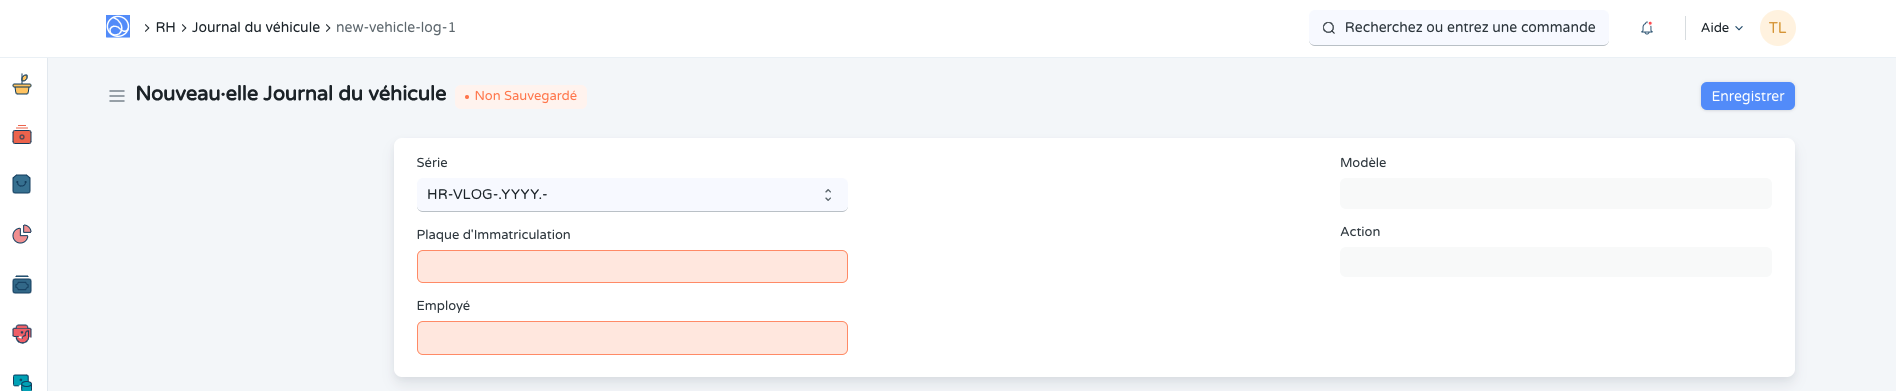 RH Journal du véhicule new-vehicle-log-1
Recherchez ou entrez une commande
Aide
TL
Nouveau·elle Journal du véhicule
Non Sauvegardé
Enregistrer
Série
HR-VLOG-.YYYY.-
Plaque d'Immatriculation
Employé
Modèle
Action